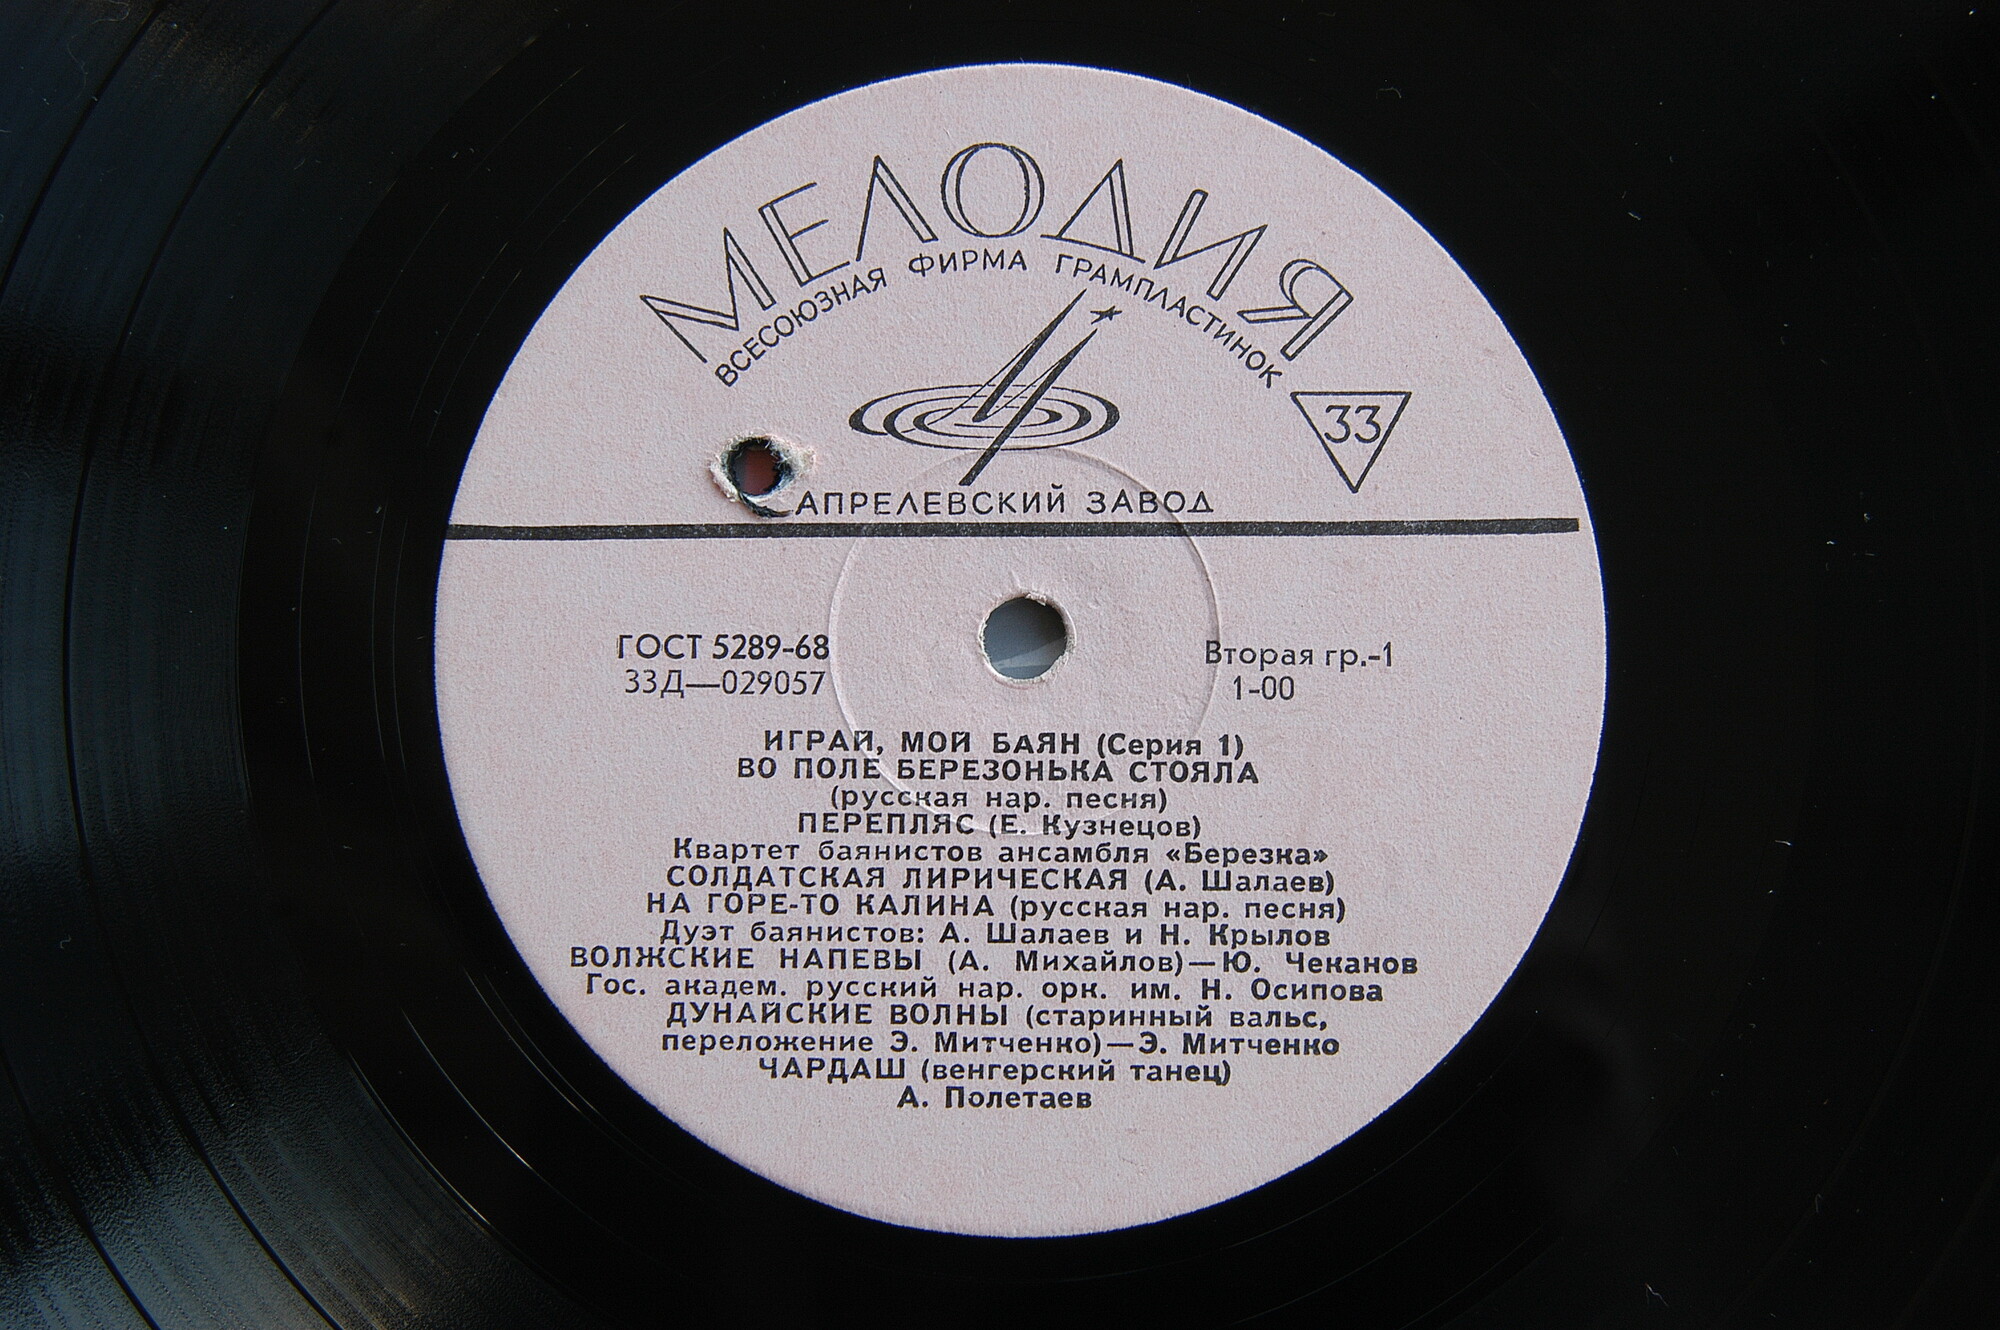 МЕЛОДИЯ
ВСЕСОЮЗНАЯ ФИРМА ГРАМПЛАСТИНОК
33
АПРЕЛЕВСКИЙ ЗАВОД
ГОСТ 5289-68
33Д—029057
Вторая гр.-1
1-00
ИГРАЙ, МОЙ БАЯН (Серия 1)
ВО ПОЛЕ БЕРЕЗОНЬКА СТОЯЛА
(русская нар. песня)
ПЕРЕПЛЯС (Е. Кузнецов)
Квартет баянистов ансамбля «Березка»
СОЛДАТСКАЯ ЛИРИЧЕСКАЯ (А. Шалаев)
НА ГОРЕ-ТО КАЛИНА (русская нар. песня)
Дуэт баянистов: А. Шалаев и Н. Крылов
ВОЛЖСКИЕ НАПЕВЫ (А. Михайлов)—Ю. Чеканов
Гос. академ. русский нар. орк. им. Н. Осипова
ДУНАЙСКИЕ ВОЛНЫ (старинный вальс,
переложение Э. Митченко)—Э. Митченко
ЧАРДАШ (венгерский танец)
А. Полетаев